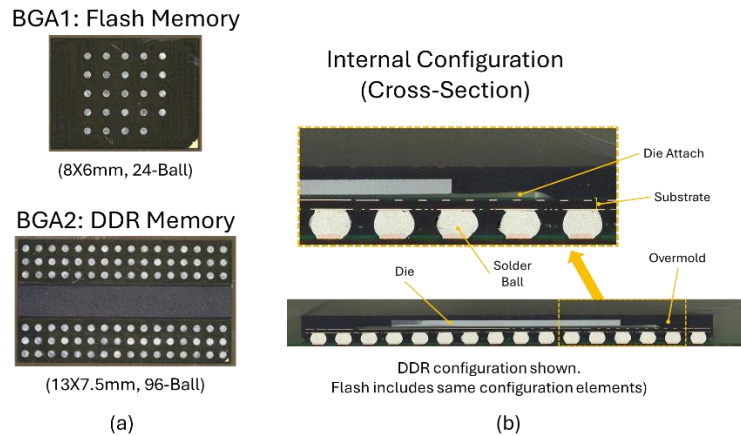 BGA1: Flash Memory
(8X6mm, 24-Ball)
BGA2: DDR Memory
(13X7.5mm, 96-Ball)
(a)
Internal Configuration
(Cross-Section)
Die Attach
Substrate
Solder
Ball
Die
Overmold
DDR configuration shown.
Flash includes same configuration elements)
(b)